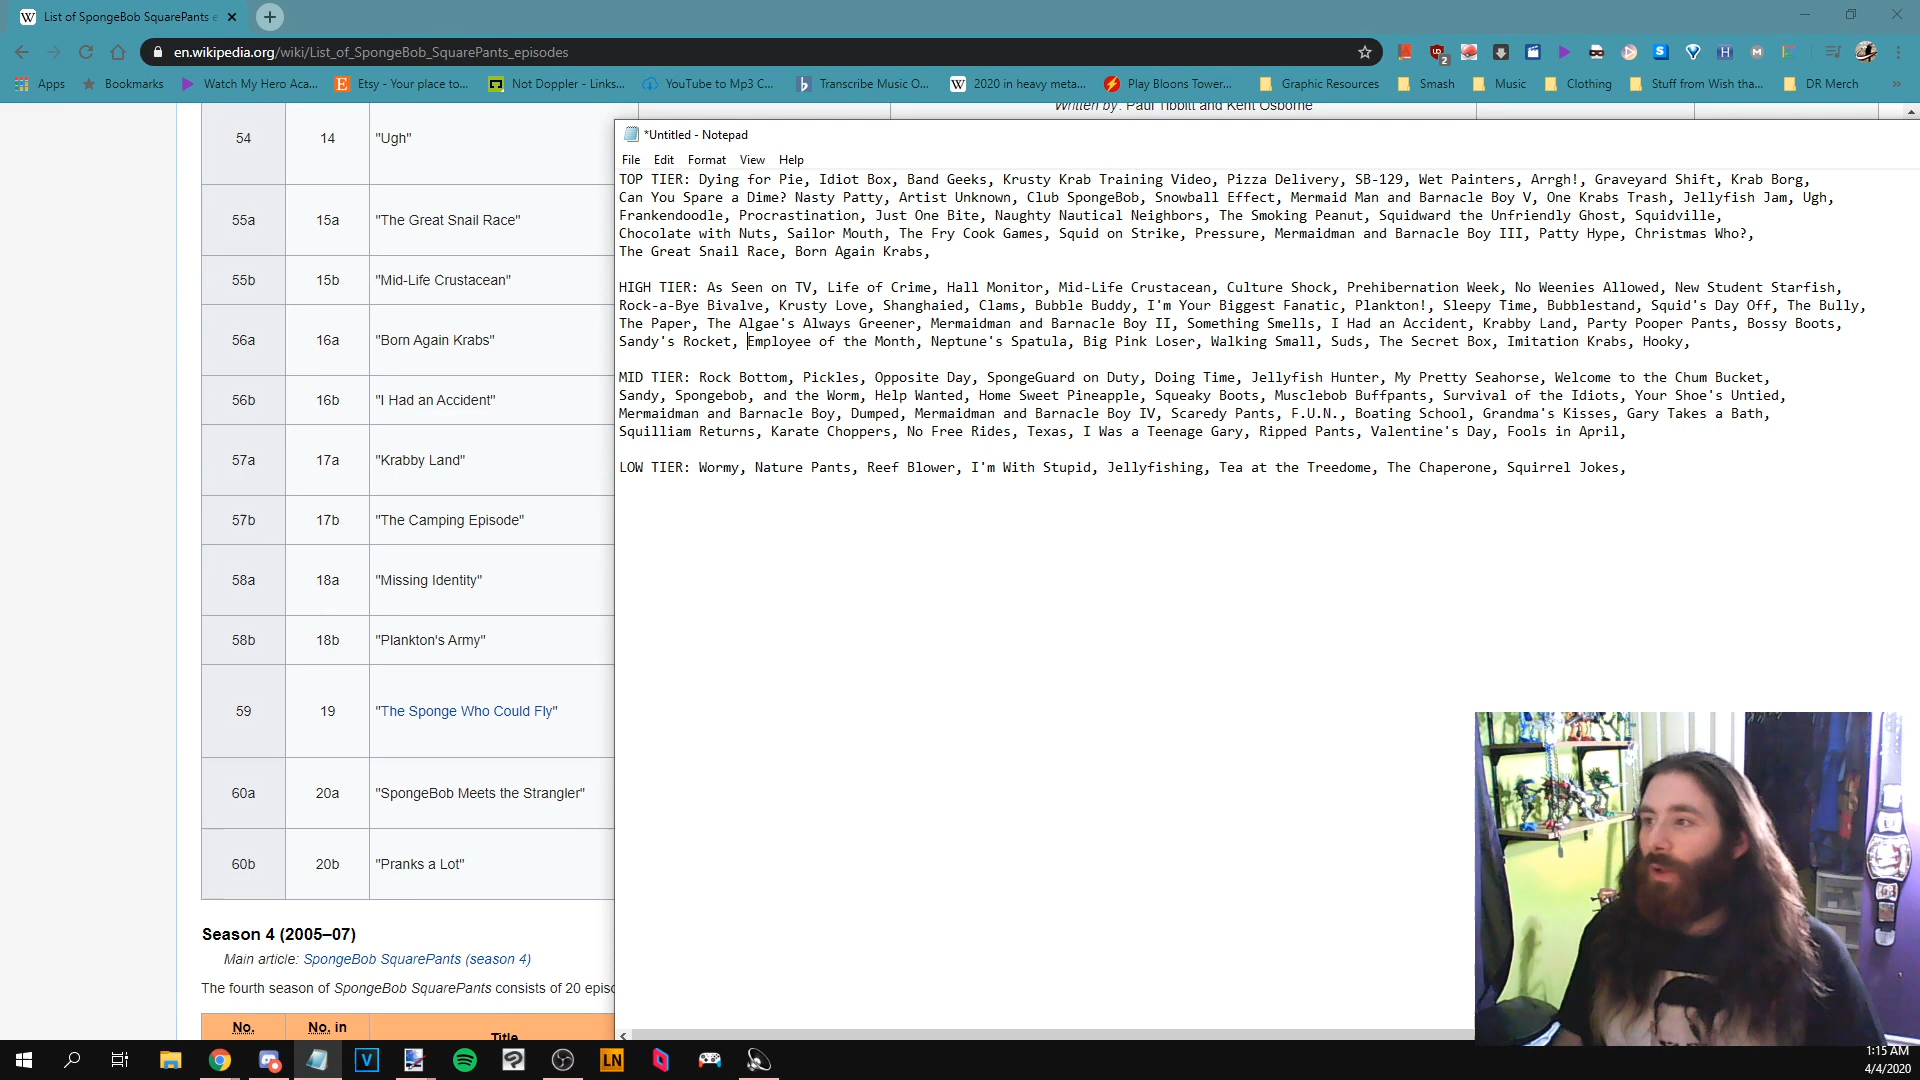 List of SpongeBob SquarePants e
en.wikipedia.org/wiki/List_of_SpongeBob_SquarePants_episodes
Apps Bookmarks Watch My Hero Aca... Etsy - Your place to... Not Doppler - Links... YouTube to Mp3 C... Transcribe Music O... 2020 in heavy meta... Play Bloons Tower... Graphic Resources Smash Music Clothing Stuff from Wish tha... DR Merch »
Written by: Paul Tibbitt and Kent Osborne
54 14 "Ugh"
55a 15a "The Great Snail Race"
55b 15b "Mid-Life Crustacean"
56a 16a "Born Again Krabs"
56b 16b "I Had an Accident"
57a 17a "Krabby Land"
57b 17b "The Camping Episode"
58a 18a "Missing Identity"
58b 18b "Plankton's Army"
59 19 "The Sponge Who Could Fly"
60a 20a "SpongeBob Meets the Strangler"
60b 20b "Pranks a Lot"
Season 4 (2005–07)
Main article: SpongeBob SquarePants (season 4)
The fourth season of SpongeBob SquarePants consists of 20 episo
No. No. in Title
*Untitled - Notepad
File Edit Format View Help
TOP TIER: Dying for Pie, Idiot Box, Band Geeks, Krusty Krab Training Video, Pizza Delivery, SB-129, Wet Painters, Arrgh!, Graveyard Shift, Krab Borg,
Can You Spare a Dime? Nasty Patty, Artist Unknown, Club SpongeBob, Snowball Effect, Mermaid Man and Barnacle Boy V, One Krabs Trash, Jellyfish Jam, Ugh,
Frankendoodle, Procrastination, Just One Bite, Naughty Nautical Neighbors, The Smoking Peanut, Squidward the Unfriendly Ghost, Squidville,
Chocolate with Nuts, Sailor Mouth, The Fry Cook Games, Squid on Strike, Pressure, Mermaidman and Barnacle Boy III, Patty Hype, Christmas Who?,
The Great Snail Race, Born Again Krabs,
HIGH TIER: As Seen on TV, Life of Crime, Hall Monitor, Mid-Life Crustacean, Culture Shock, Prehibernation Week, No Weenies Allowed, New Student Starfish,
Rock-a-Bye Bivalve, Krusty Love, Shanghaied, Clams, Bubble Buddy, I'm Your Biggest Fanatic, Plankton!, Sleepy Time, Bubblestand, Squid's Day Off, The Bully,
The Paper, The Algae's Always Greener, Mermaidman and Barnacle Boy II, Something Smells, I Had an Accident, Krabby Land, Party Pooper Pants, Bossy Boots,
Sandy's Rocket, Employee of the Month, Neptune's Spatula, Big Pink Loser, Walking Small, Suds, The Secret Box, Imitation Krabs, Hooky,
MID TIER: Rock Bottom, Pickles, Opposite Day, SpongeGuard on Duty, Doing Time, Jellyfish Hunter, My Pretty Seahorse, Welcome to the Chum Bucket,
Sandy, Spongebob, and the Worm, Help Wanted, Home Sweet Pineapple, Squeaky Boots, Musclebob Buffpants, Survival of the Idiots, Your Shoe's Untied,
Mermaidman and Barnacle Boy, Dumped, Mermaidman and Barnacle Boy IV, Scaredy Pants, F.U.N., Boating School, Grandma's Kisses, Gary Takes a Bath,
Squilliam Returns, Karate Choppers, No Free Rides, Texas, I Was a Teenage Gary, Ripped Pants, Valentine's Day, Fools in April,
LOW TIER: Wormy, Nature Pants, Reef Blower, I'm With Stupid, Jellyfishing, Tea at the Treedome, The Chaperone, Squirrel Jokes,
1:15 AM
4/4/2020